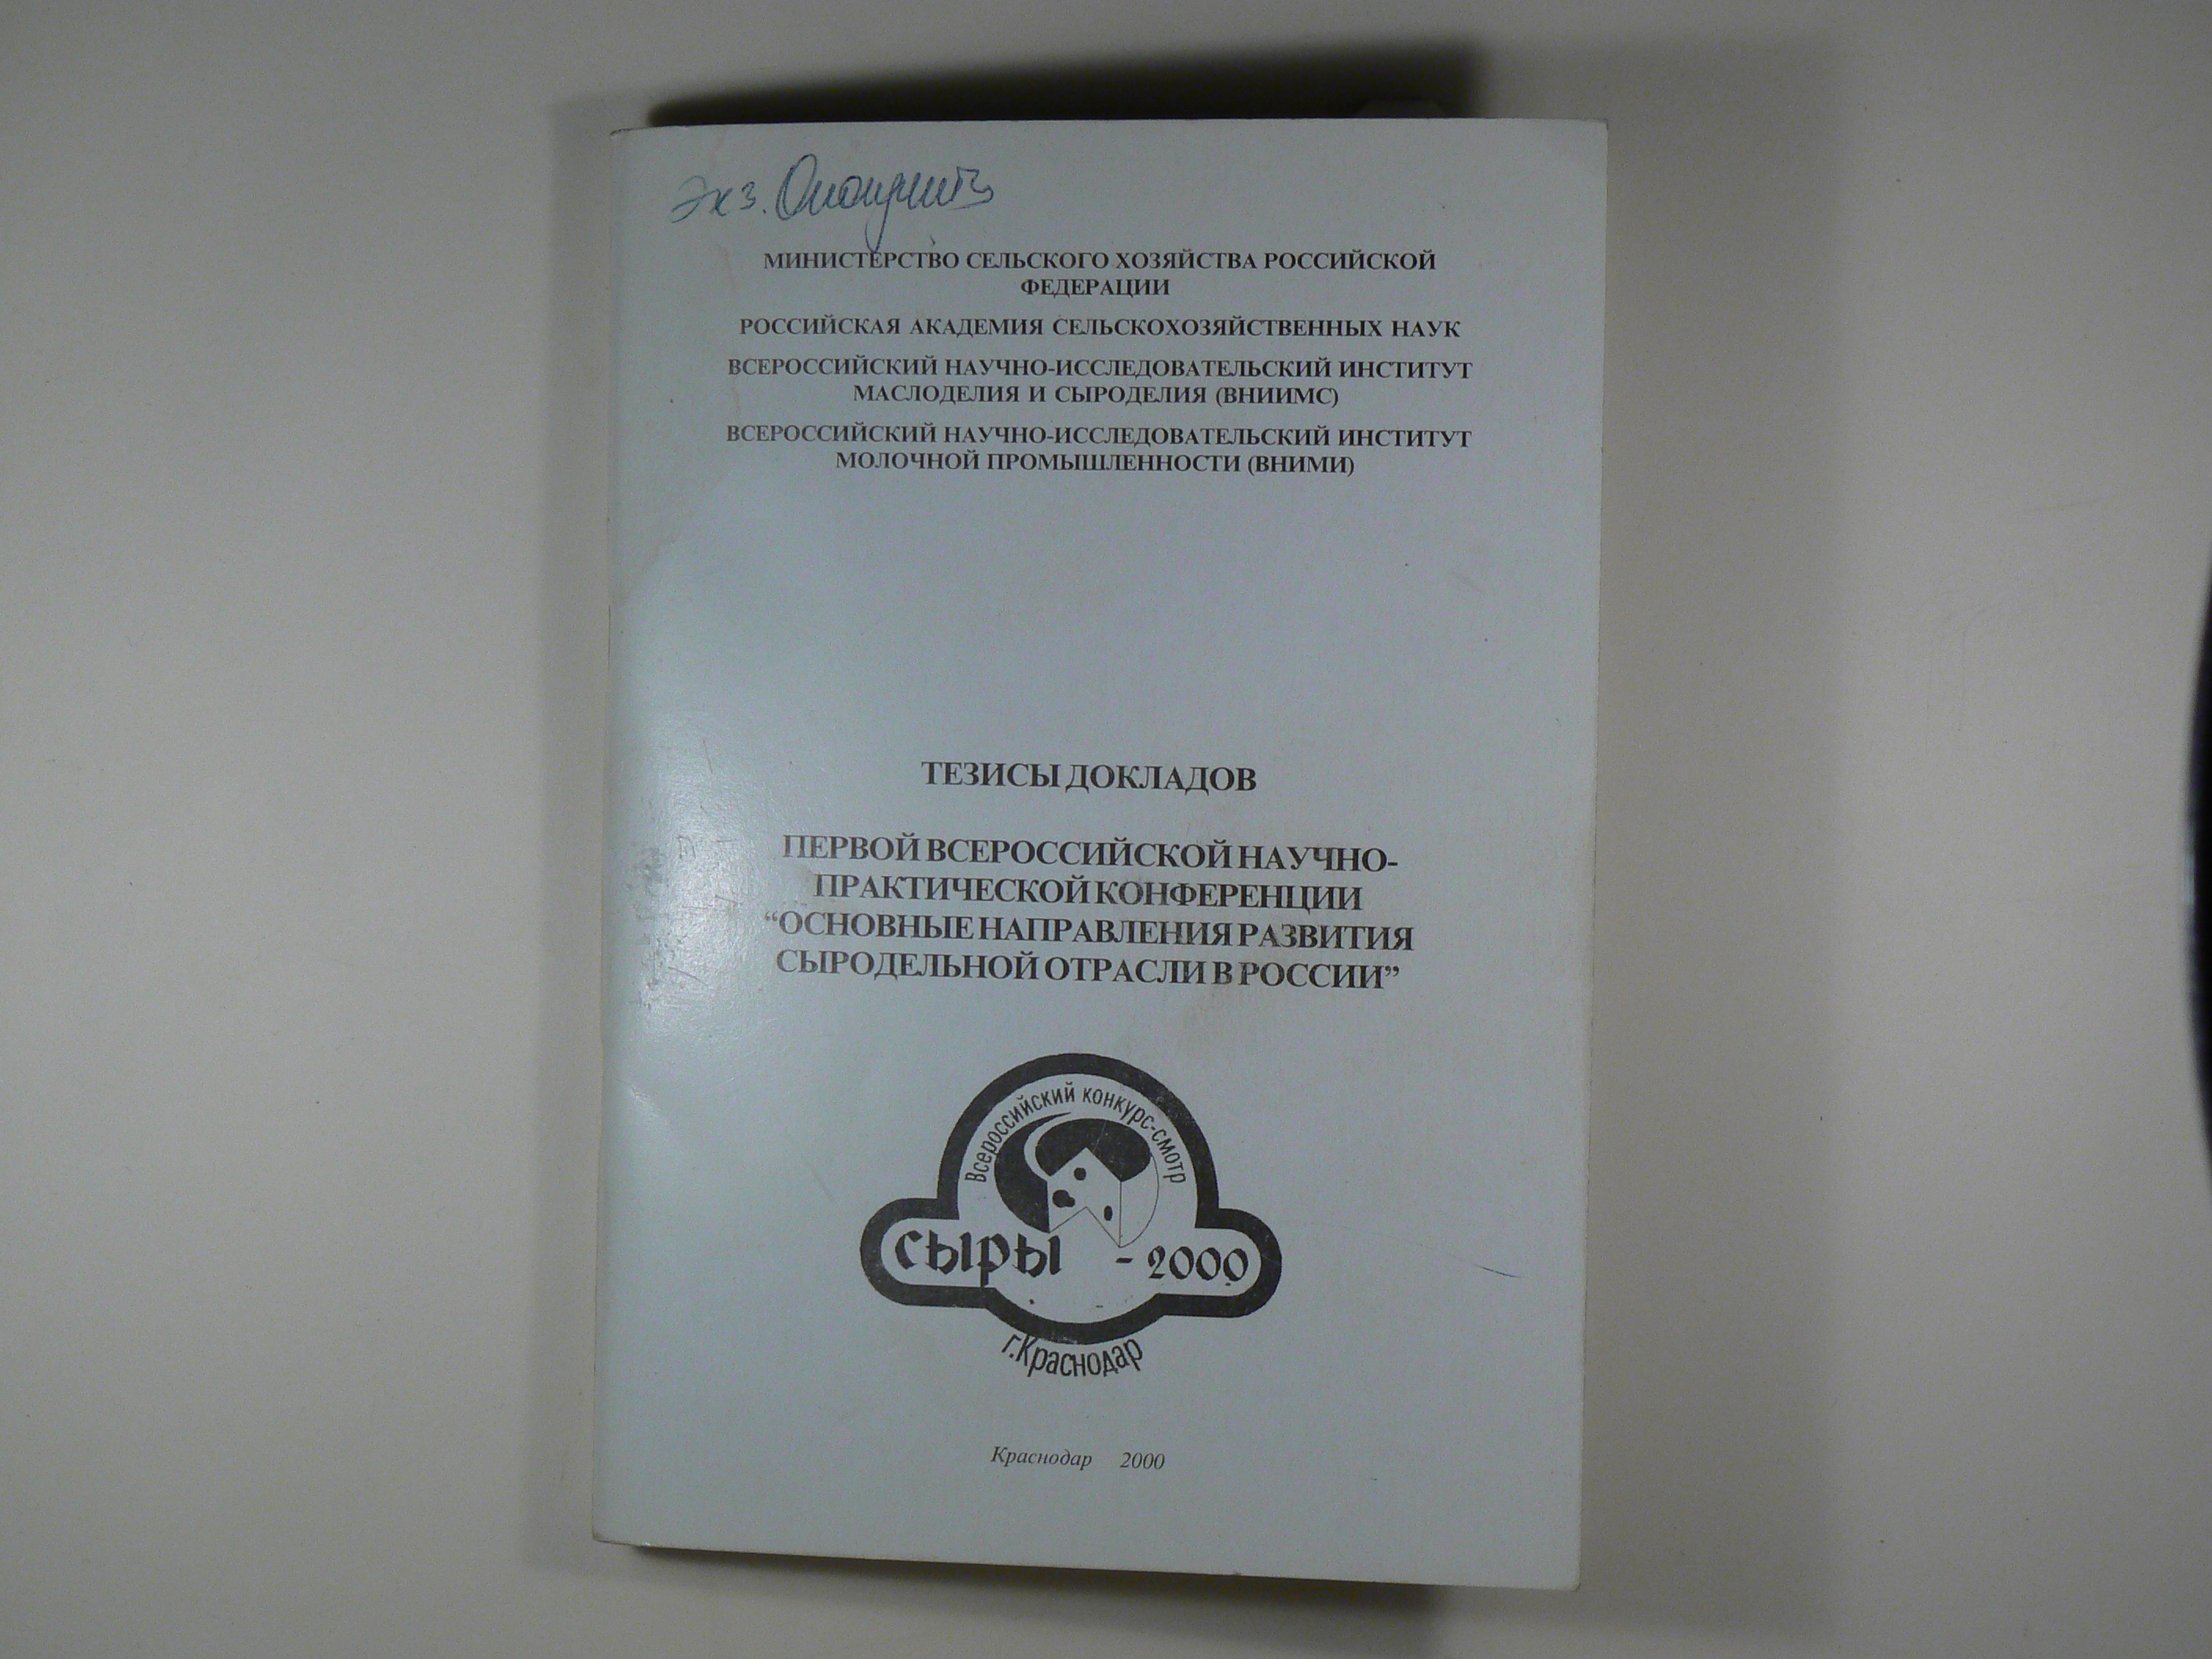 экз.
МИНИСТЕРСТВО СЕЛЬСКОГО ХОЗЯЙСТВА РОССИЙСКОЙ
ФЕДЕРАЦИИ
РОССИЙСКАЯ АКАДЕМИЯ СЕЛЬСКОХОЗЯЙСТВЕННЫХ НАУК
ВСЕРОССИЙСКИЙ НАУЧНО-ИССЛЕДОВАТЕЛЬСКИЙ ИНСТИТУТ
МАСЛОДЕЛИЯ И СЫРОДЕЛИЯ (ВНИИМС)
ВСЕРОССИЙСКИЙ НАУЧНО-ИССЛЕДОВАТЕЛЬСКИЙ ИНСТИТУТ
МОЛОЧНОЙ ПРОМЫШЛЕННОСТИ (ВНИМИ)
ТЕЗИСЫ ДОКЛАДОВ
ПЕРВОЙ ВСЕРОССИЙСКОЙ НАУЧНО-
ПРАКТИЧЕСКОЙ КОНФЕРЕНЦИИ
“ОСНОВНЫЕ НАПРАВЛЕНИЯ РАЗВИТИЯ
СЫРОДЕЛЬНОЙ ОТРАСЛИ В РОССИИ”
Всероссийский конкурс-смотр
сыры - 2000
г.Краснодар
Краснодар 2000